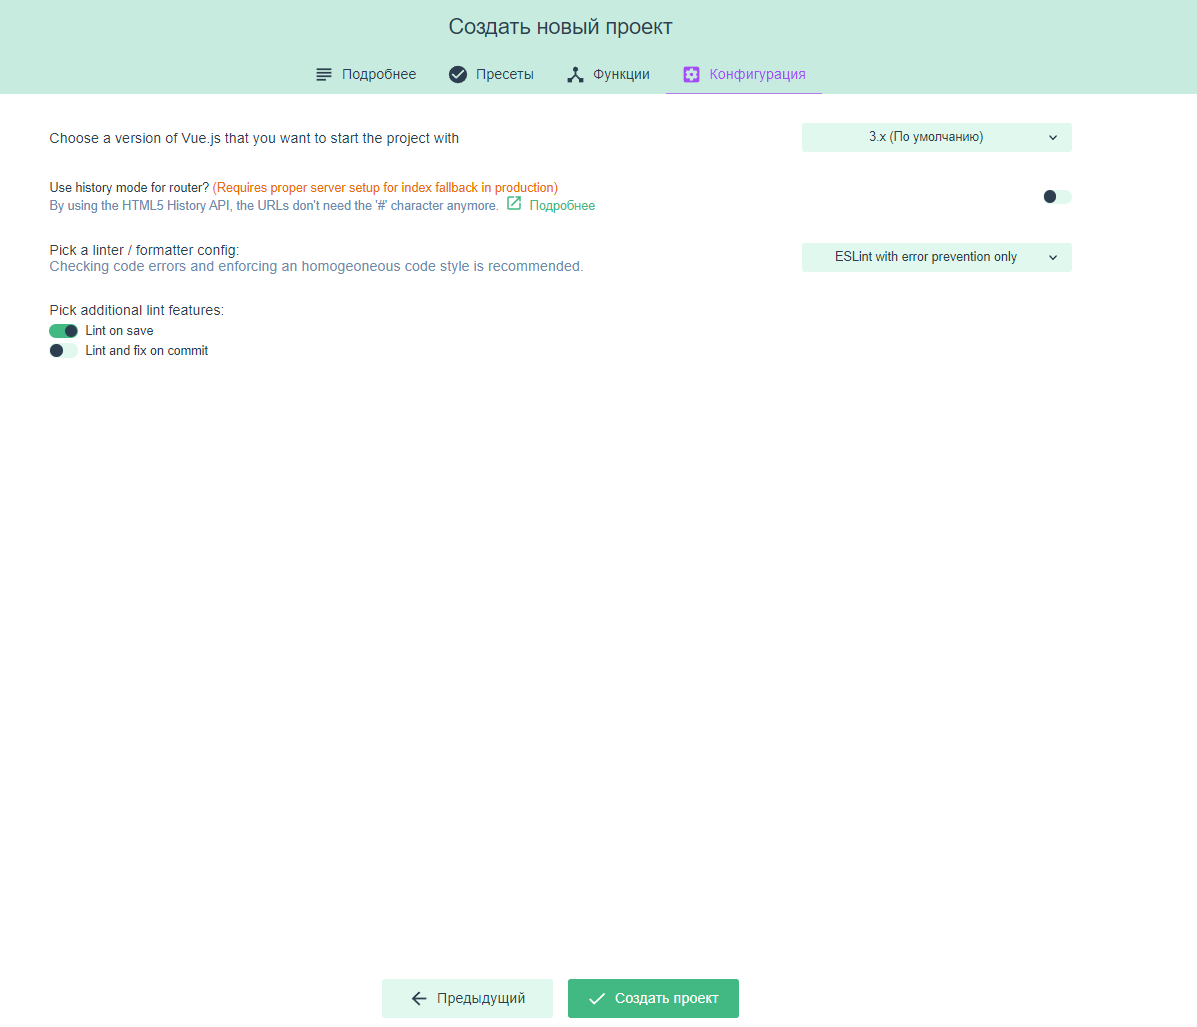 Создать новый проект
Подробнее Пресеты Функции Конфигурация
Choose a version of Vue.js that you want to start the project with
3.x (По умолчанию)
Use history mode for router? (Requires proper server setup for index fallback in production)
By using the HTML5 History API, the URLs don't need the '#' character anymore. Подробнее
Pick a linter / formatter config:
Checking code errors and enforcing an homogeoneous code style is recommended.
ESLint with error prevention only
Pick additional lint features:
Lint on save
Lint and fix on commit
Предыдущий Создать проект